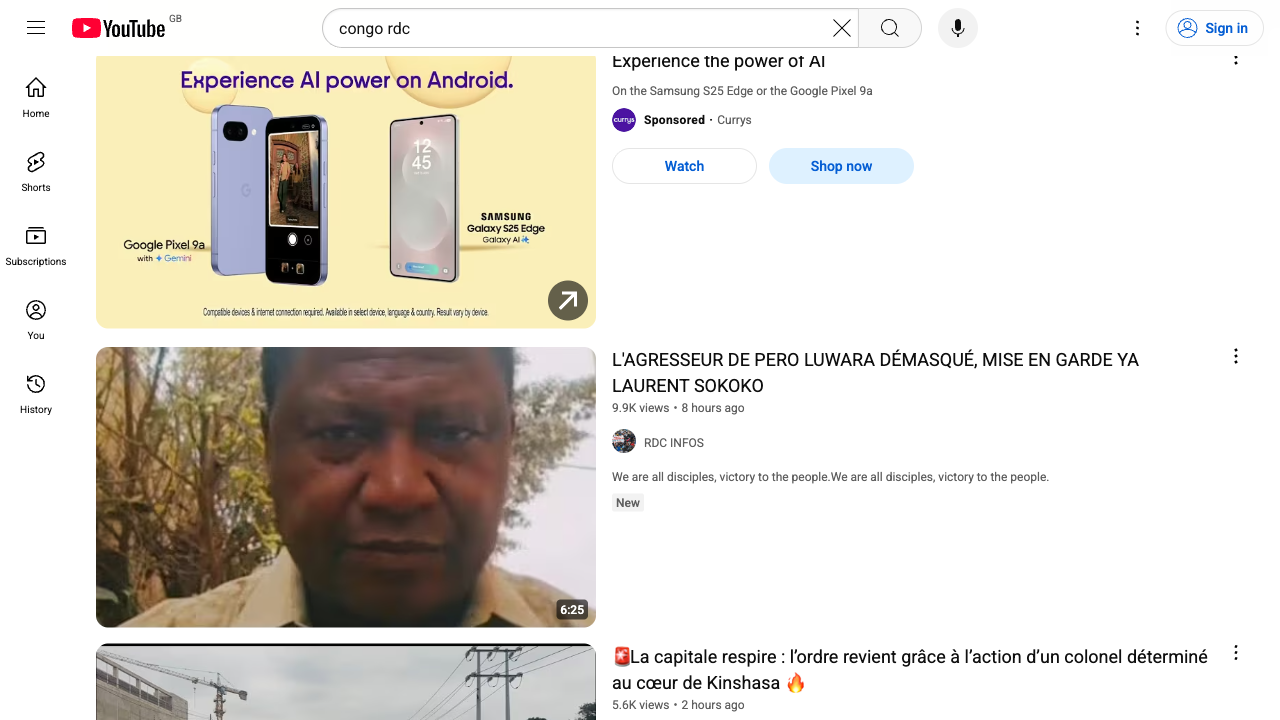 YouTube GB
congo rdc
Sign in
Home
Shorts
Subscriptions
You
History
Experience AI power on Android.
12
45
SAMSUNG
Galaxy S25 Edge
Galaxy AI
Google Pixel 9a
with Gemini
Compatible devices & internet connection required. Available in select device, language & country. Result vary by device.
Experience the power of AI
On the Samsung S25 Edge or the Google Pixel 9a
currys
Sponsored · Currys
Watch
Shop now
6:25
L'AGRESSEUR DE PERO LUWARA DÉMASQUÉ, MISE EN GARDE YA
LAURENT SOKOKO
9.9K views • 8 hours ago
RDC INFOS
We are all disciples, victory to the people.We are all disciples, victory to the people.
New
🚨La capitale respire : l’ordre revient grâce à l’action d’un colonel déterminé
au cœur de Kinshasa 🔥
5.6K views • 2 hours ago